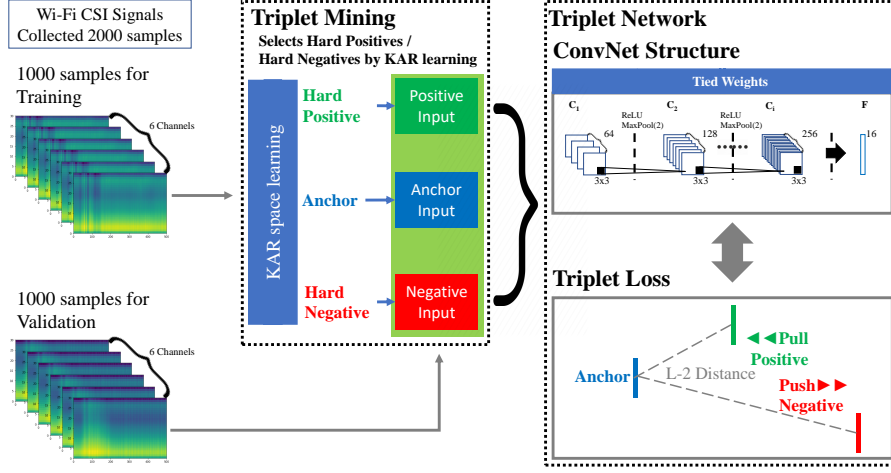 Wi-Fi CSI Signals
Collected 2000 samples
1000 samples for
Training
6 Channels
1000 samples for
Validation
6 Channels
Triplet Mining
Selects Hard Positives /
Hard Negatives by KAR learning
KAR space learning
Hard
Positive
Positive
Input
Anchor
Anchor
Input
Hard
Negative
Negative
Input
Triplet Network
ConvNet Structure
Tied Weights
C1
ReLU
MaxPool(2)
C2
ReLU
MaxPool(2)
Ci
F
64
128
256
16
3x3
3x3
3x3
Triplet Loss
Anchor
L-2 Distance
◄◄Pull
Positive
Push►►
Negative